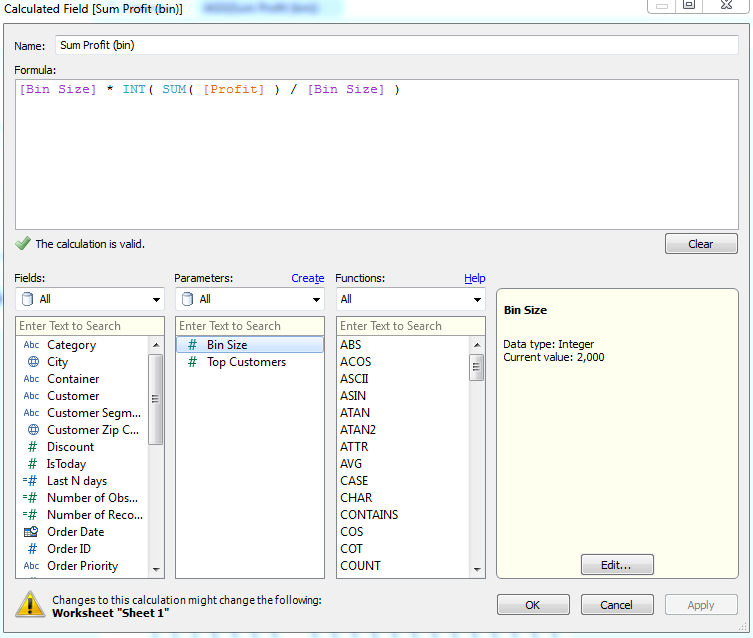 Calculated Field [Sum Profit (bin)]
Name: Sum Profit (bin)
Formula:
[Bin Size] * INT( SUM( [Profit] ) / [Bin Size] )
The calculation is valid.
Clear
Fields:
All
Enter Text to Search
Abc Category
City
Abc Container
Abc Customer
Abc Customer Segm...
Customer Zip C...
# Discount
# IsToday
=# Last N days
=# Number of Obs...
=# Number of Reco...
Order Date
# Order ID
Abc Order Priority
Parameters: Create
All
Enter Text to Search
# Bin Size
# Top Customers
Functions: Help
All
Enter Text to Search
ABS
ACOS
ASCII
ASIN
ATAN
ATAN2
ATTR
AVG
CASE
CHAR
CONTAINS
COS
COT
COUNT
Bin Size
Data type: Integer
Current value: 2,000
Edit...
Changes to this calculation might change the following:
Worksheet "Sheet 1"
OK Cancel Apply